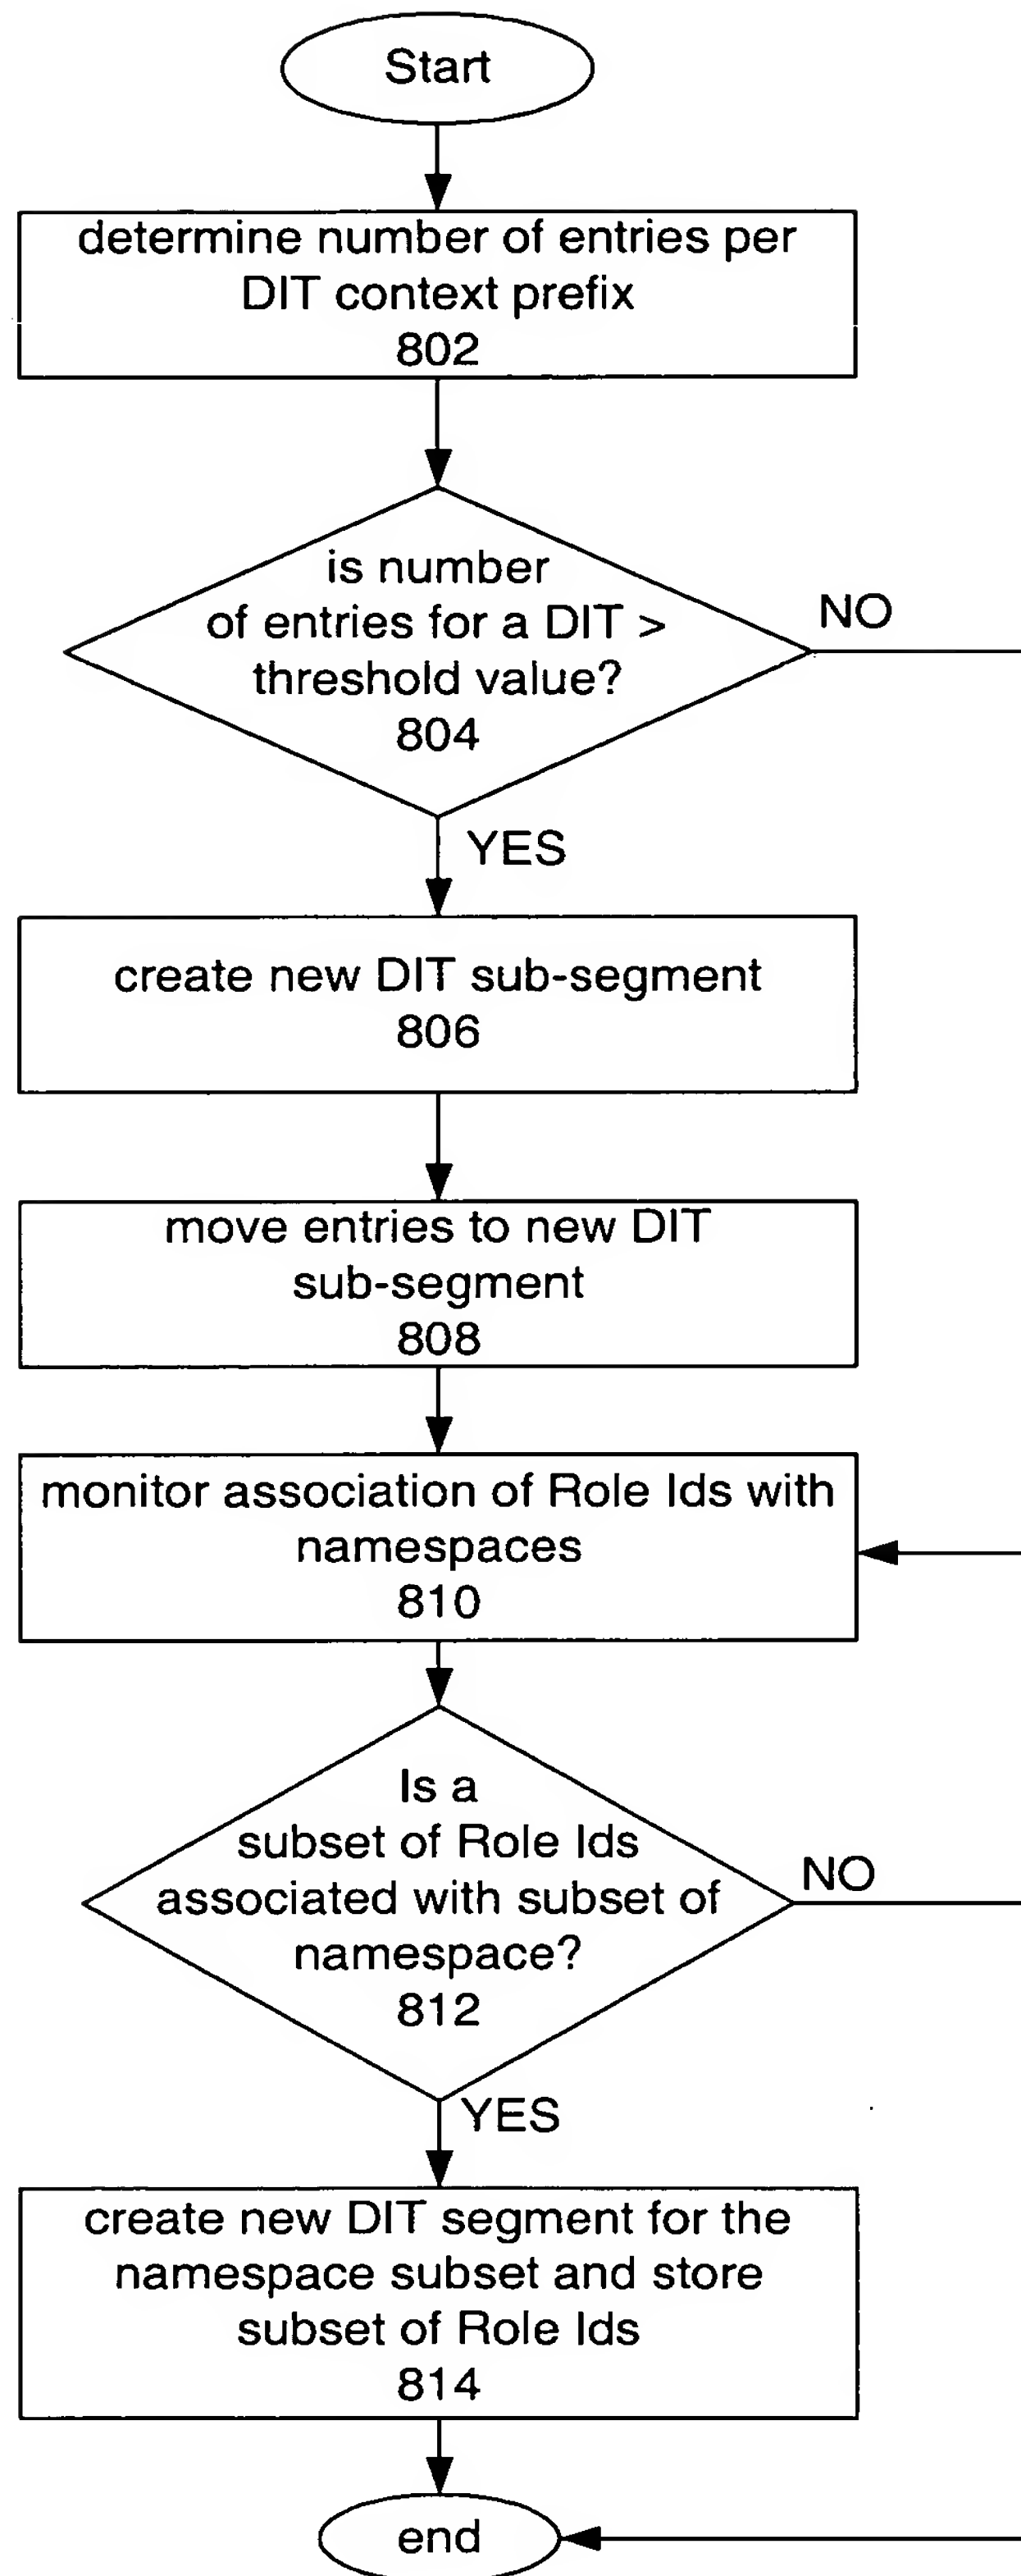 Start
determine number of entries per
DIT context prefix
802
is number
of entries for a DIT >
threshold value?
804
NO
YES
create new DIT sub-segment
806
move entries to new DIT
sub-segment
808
monitor association of Role Ids with
namespaces
810
Is a
subset of Role Ids
associated with subset of
namespace?
812
NO
YES
create new DIT segment for the
namespace subset and store
subset of Role Ids
814
end